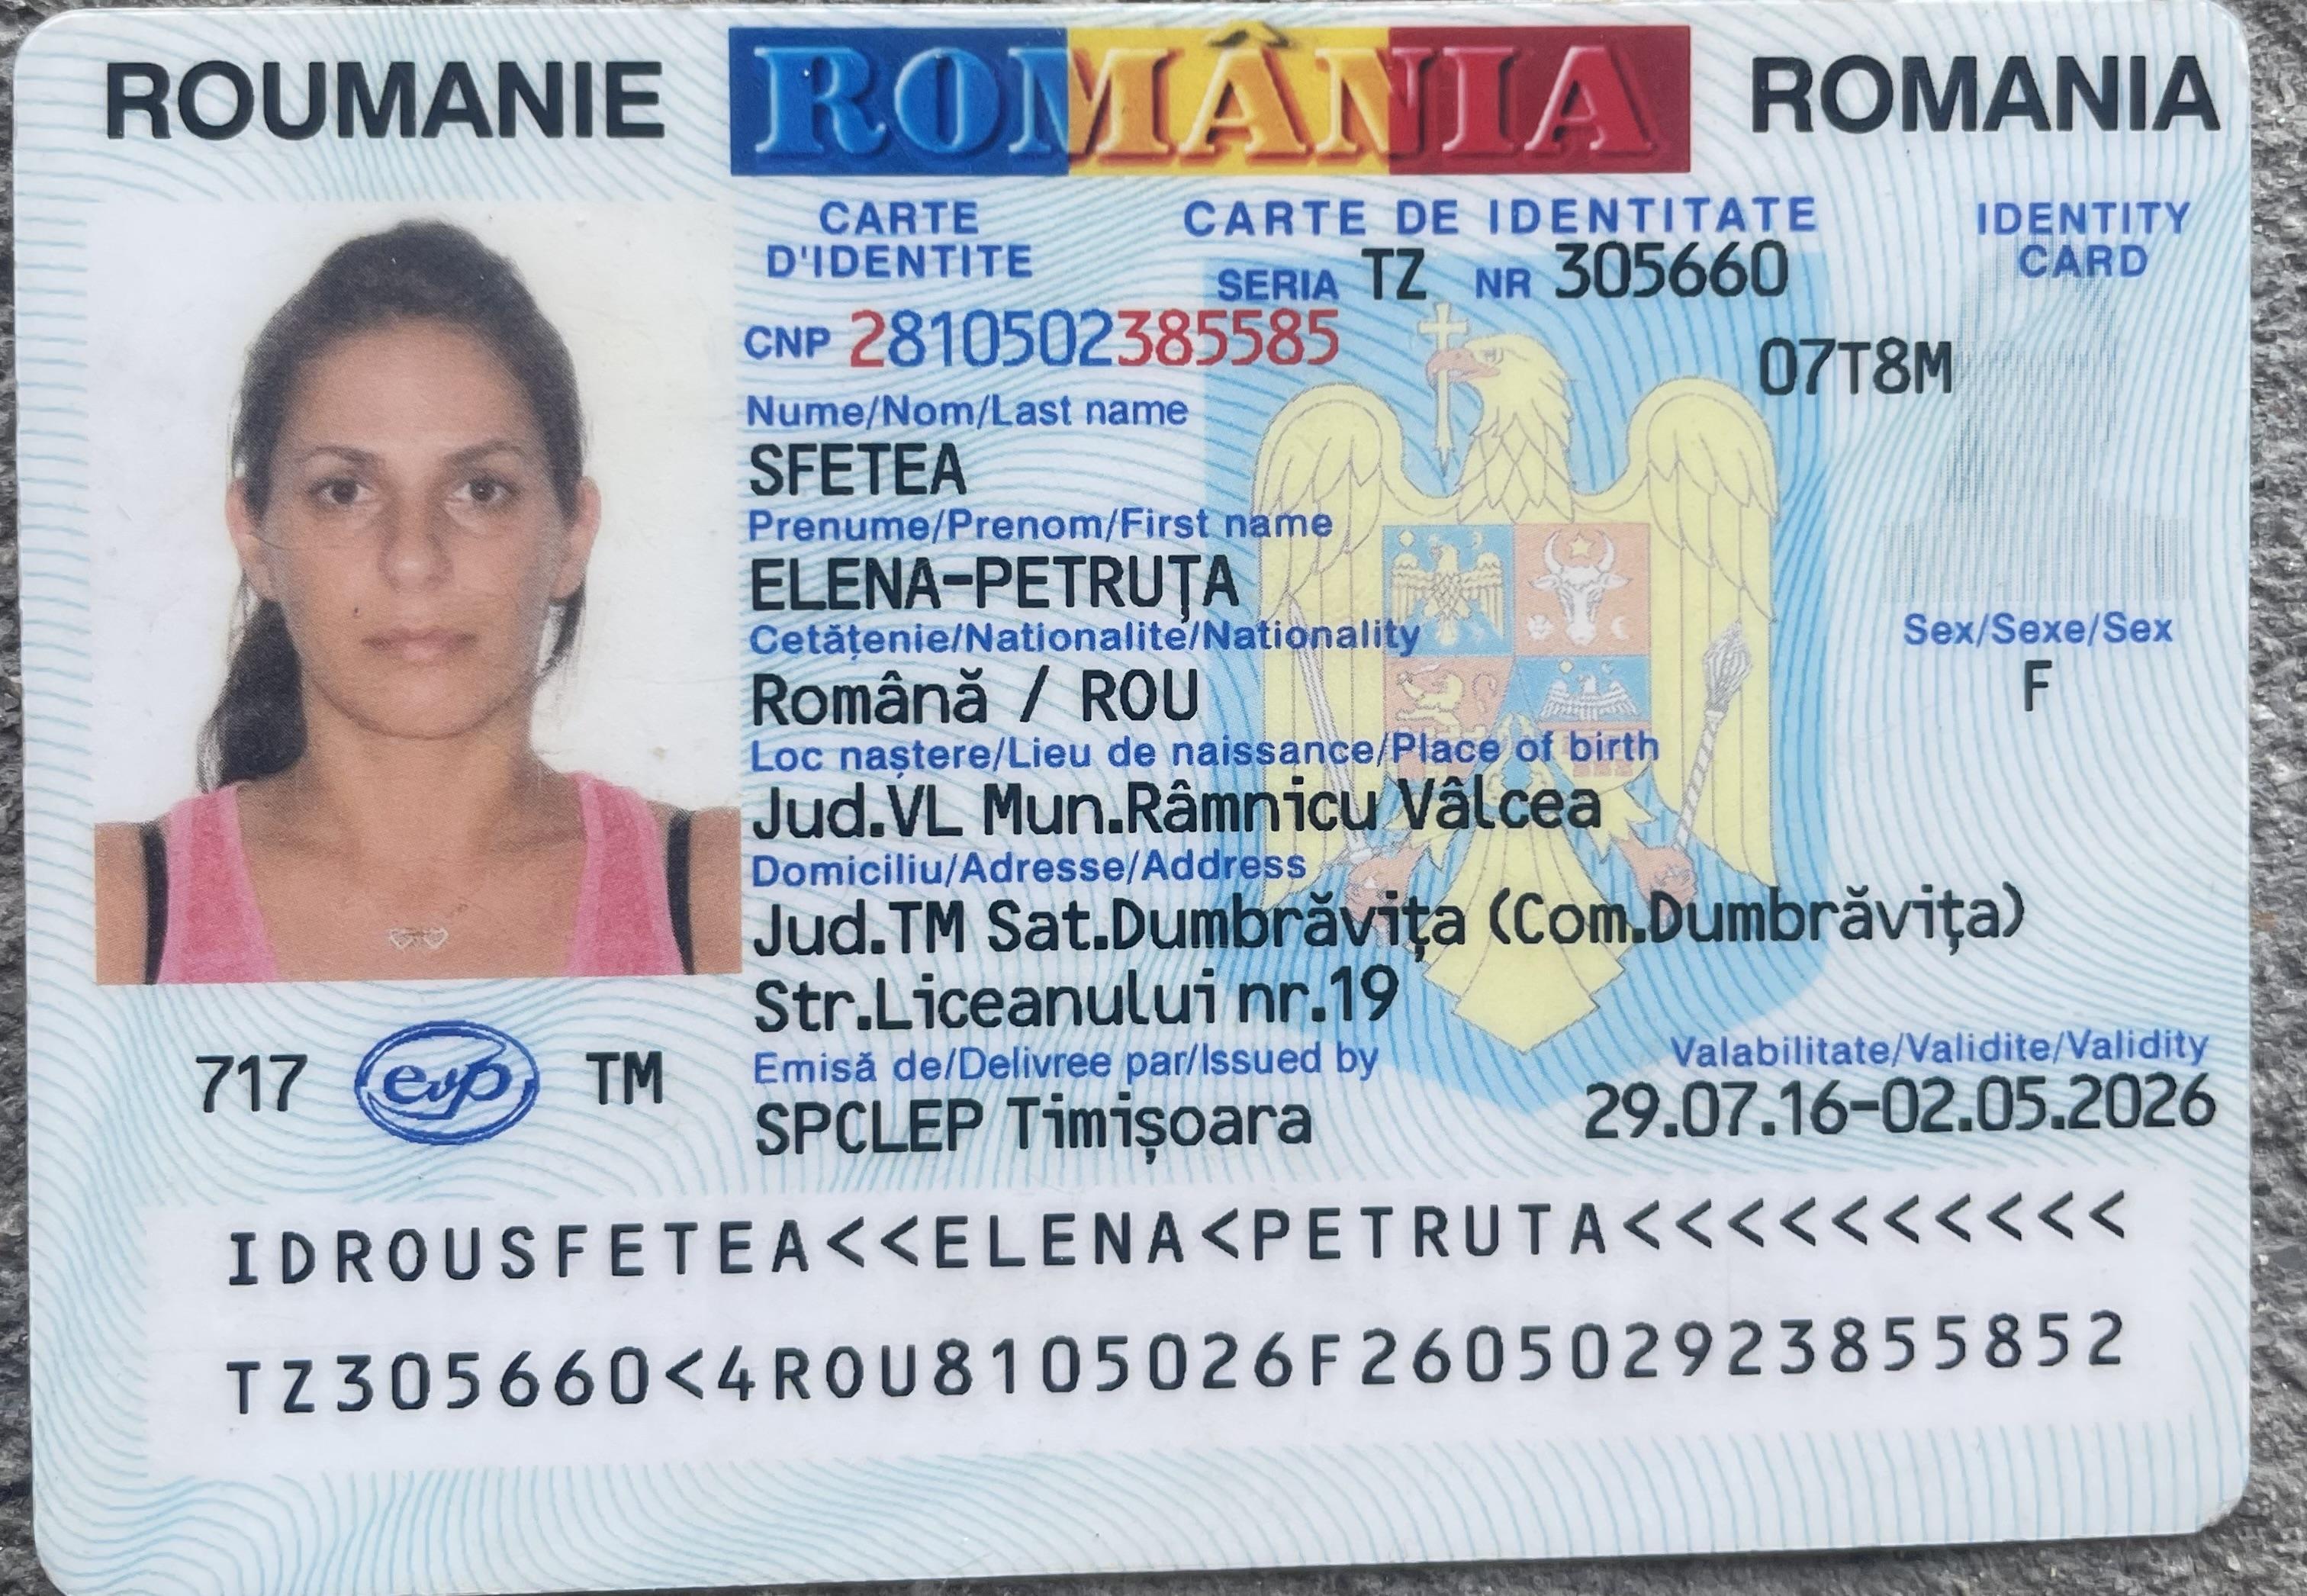 ROUMANIE ROMÂNIA ROMANIA
CARTE D'IDENTITE
CARTE DE IDENTITATE
IDENTITY CARD
SERIA TZ NR 305660
CNP 2810502385585
07T8M
Nume/Nom/Last name
SFETEA
Prenume/Prenom/First name
ELENA-PETRUȚA
Cetățenie/Nationalite/Nationality
Română / ROU
Sex/Sexe/Sex
F
Loc naștere/Lieu de naissance/Place of birth
Jud.VL Mun.Râmnicu Vâlcea
Domiciliu/Adresse/Address
Jud.TM Sat.Dumbrăvița (Com.Dumbrăvița)
Str.Liceanului nr.19
Emisă de/Delivree par/Issued by
SPCLEP Timișoara
Valabilitate/Validite/Validity
29.07.16-02.05.2026
717 evp TM
IDROUSFETEA<<ELENA<PETRUTA<<<<<<<<<<
TZ305660<4ROU8105026F260502923855852